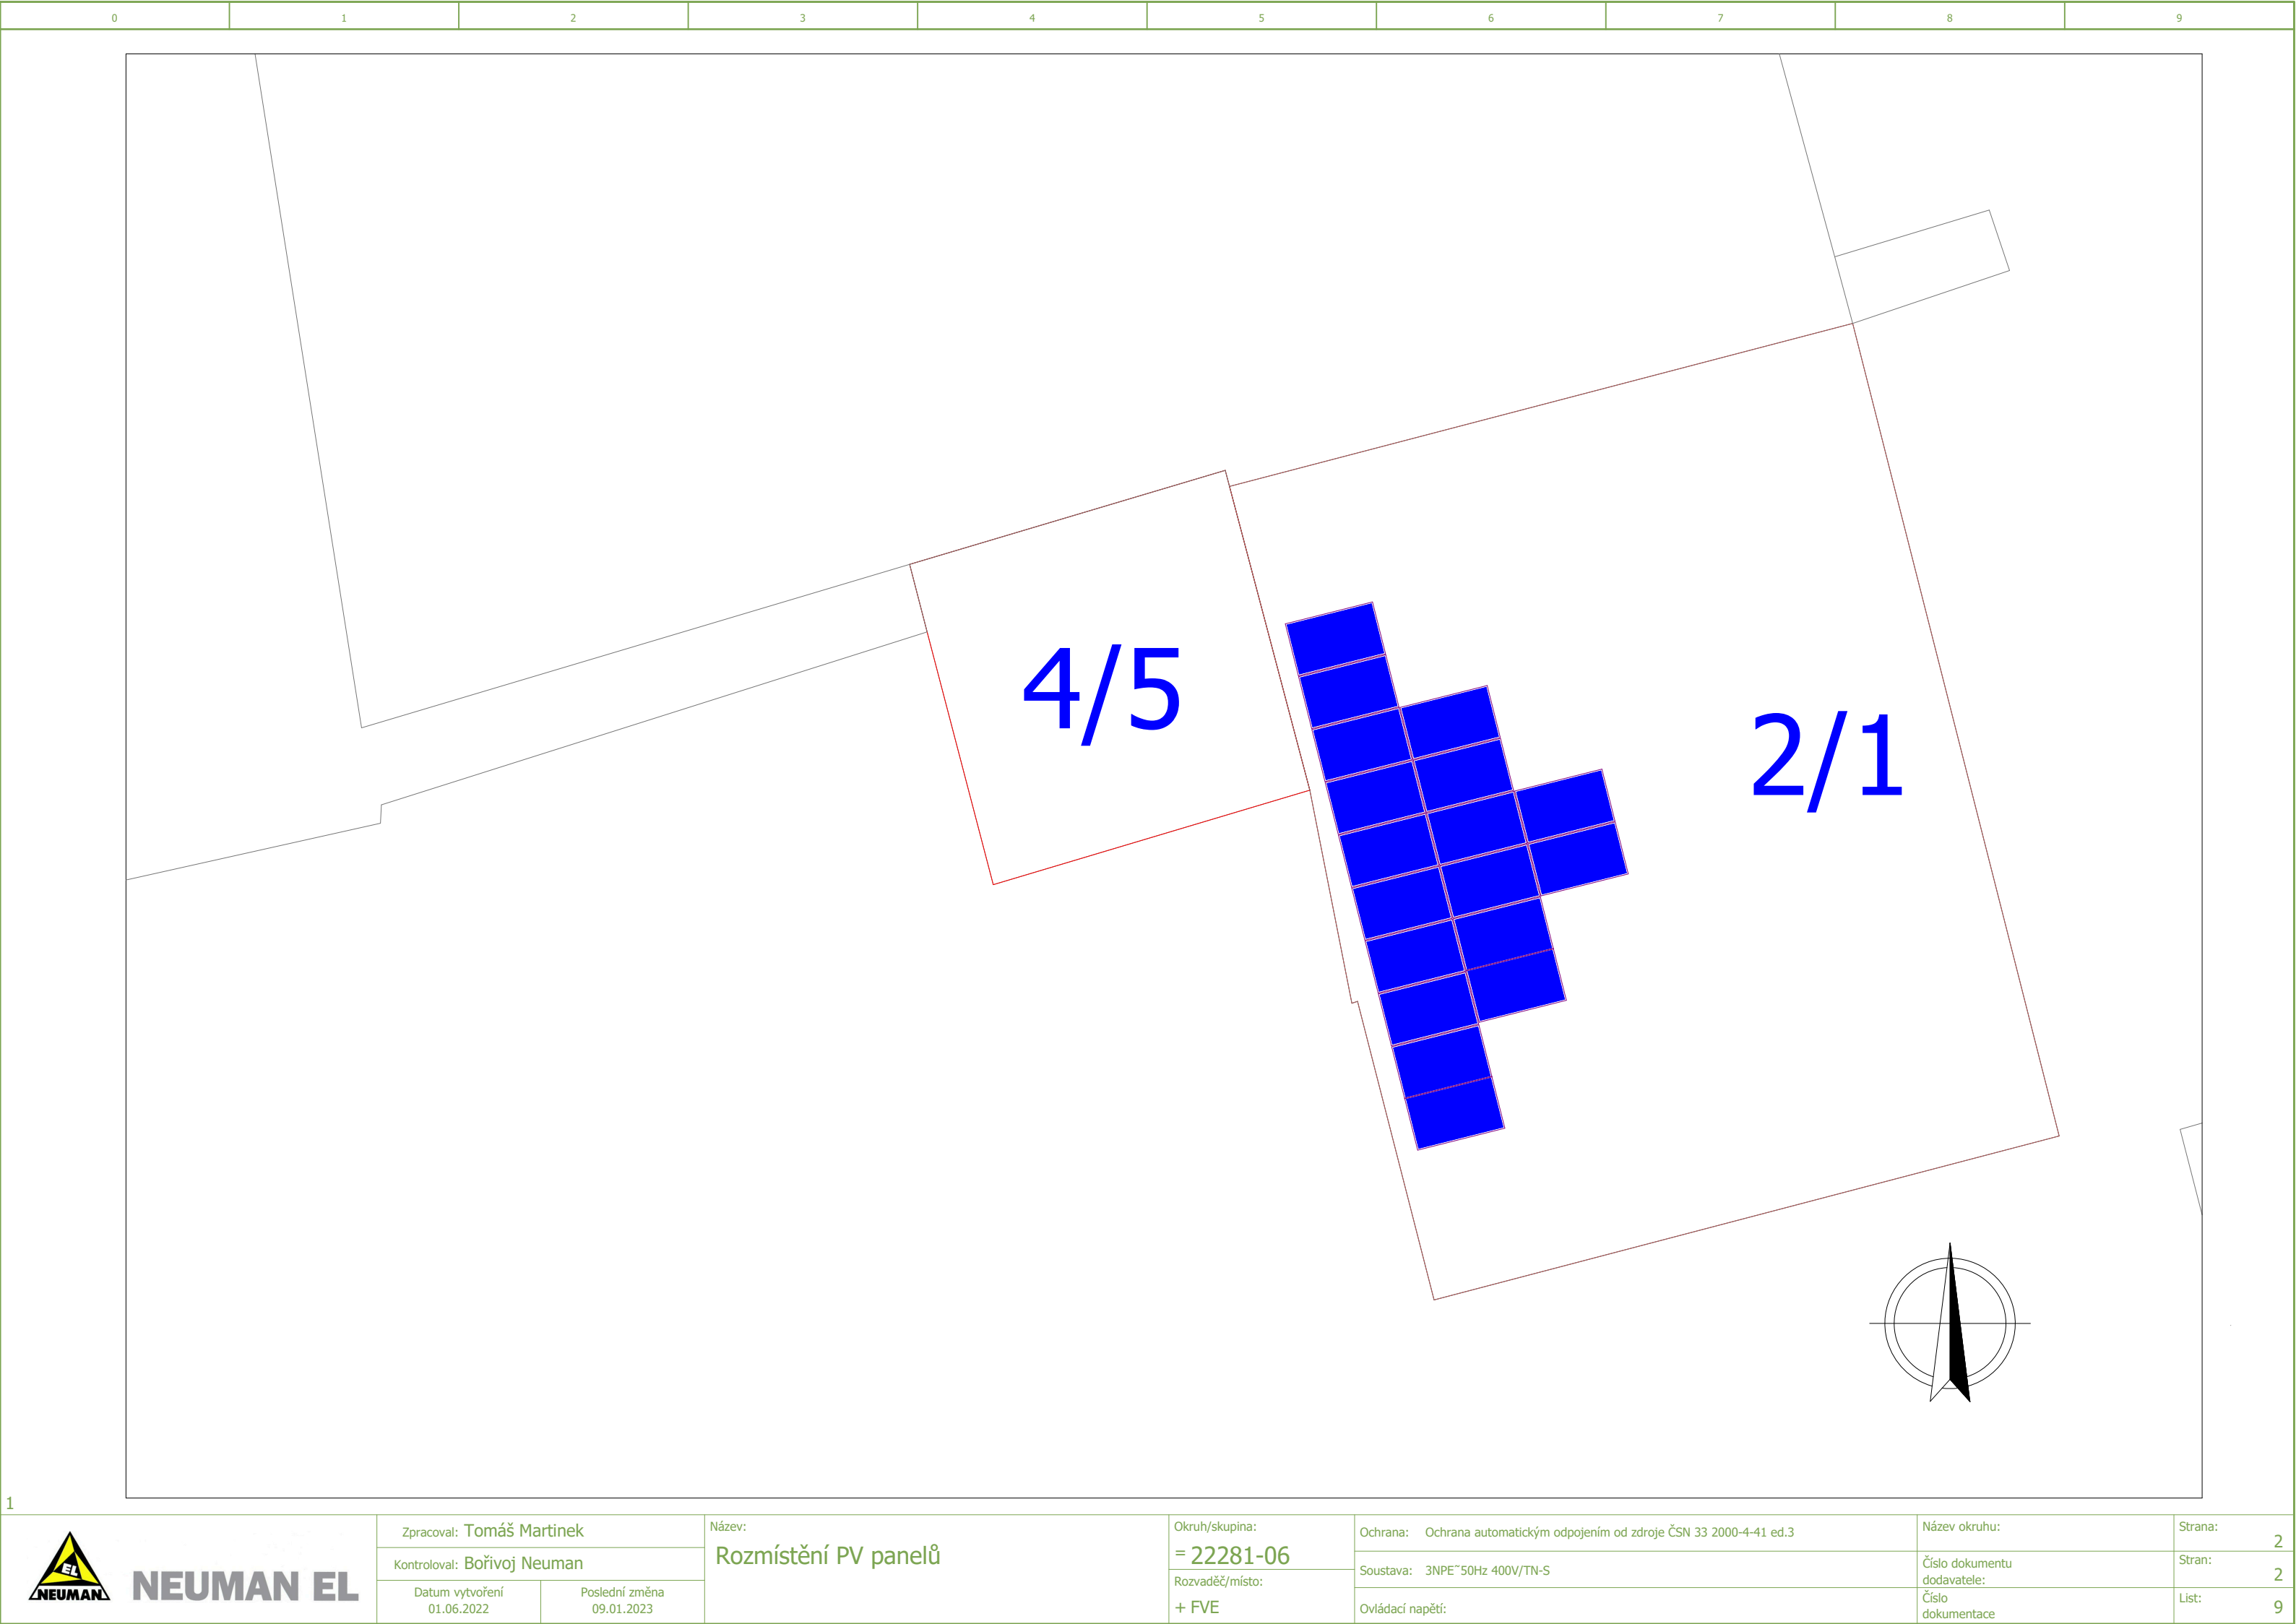 0 1 2 3 4 5 6 7 8 9
4/5
2/1
1
EL
NEUMAN
NEUMAN EL
Zpracoval: Tomáš Martinek
Kontroloval: Bořivoj Neuman
Datum vytvoření
01.06.2022
Poslední změna
09.01.2023
Název:
Rozmístění PV panelů
Okruh/skupina:
= 22281-06
Rozvaděč/místo:
+ FVE
Ochrana: Ochrana automatickým odpojením od zdroje ČSN 33 2000-4-41 ed.3
Soustava: 3NPE~50Hz 400V/TN-S
Ovládací napětí:
Název okruhu:
Číslo dokumentu
dodavatele:
Číslo
dokumentace
Strana:
2
Stran:
2
List:
9